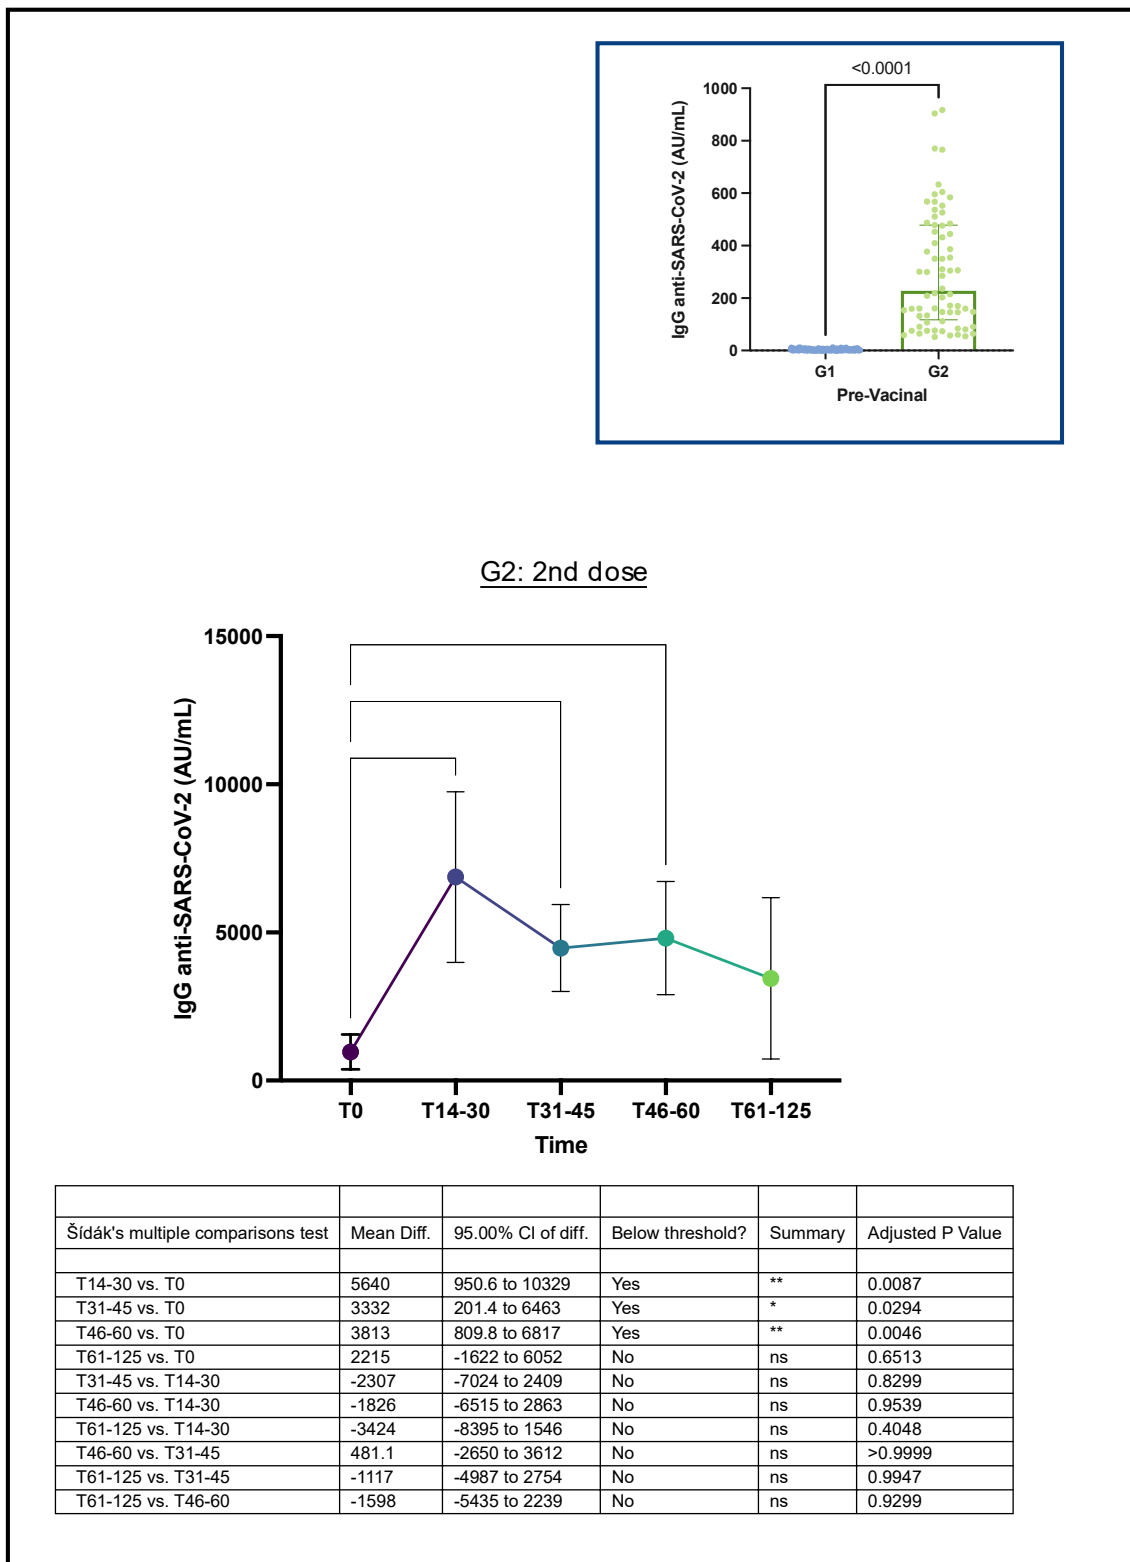 <0.0001
IgG anti-SARS-CoV-2 (AU/mL)
1000
800
600
400
200
0
G1 G2
Pre-Vacinal
G2: 2nd dose
IgG anti-SARS-CoV-2 (AU/mL)
15000
10000
5000
0
T0 T14-30 T31-45 T46-60 T61-125
Time
Šídák's multiple comparisons test Mean Diff. 95.00% CI of diff. Below threshold? Summary Adjusted P Value
T14-30 vs. T0 5640 950.6 to 10329 Yes ** 0.0087
T31-45 vs. T0 3332 201.4 to 6463 Yes * 0.0294
T46-60 vs. T0 3813 809.8 to 6817 Yes ** 0.0046
T61-125 vs. T0 2215 -1622 to 6052 No ns 0.6513
T31-45 vs. T14-30 -2307 -7024 to 2409 No ns 0.8299
T46-60 vs. T14-30 -1826 -6515 to 2863 No ns 0.9539
T61-125 vs. T14-30 -3424 -8395 to 1546 No ns 0.4048
T46-60 vs. T31-45 481.1 -2650 to 3612 No ns >0.9999
T61-125 vs. T31-45 -1117 -4987 to 2754 No ns 0.9947
T61-125 vs. T46-60 -1598 -5435 to 2239 No ns 0.9299